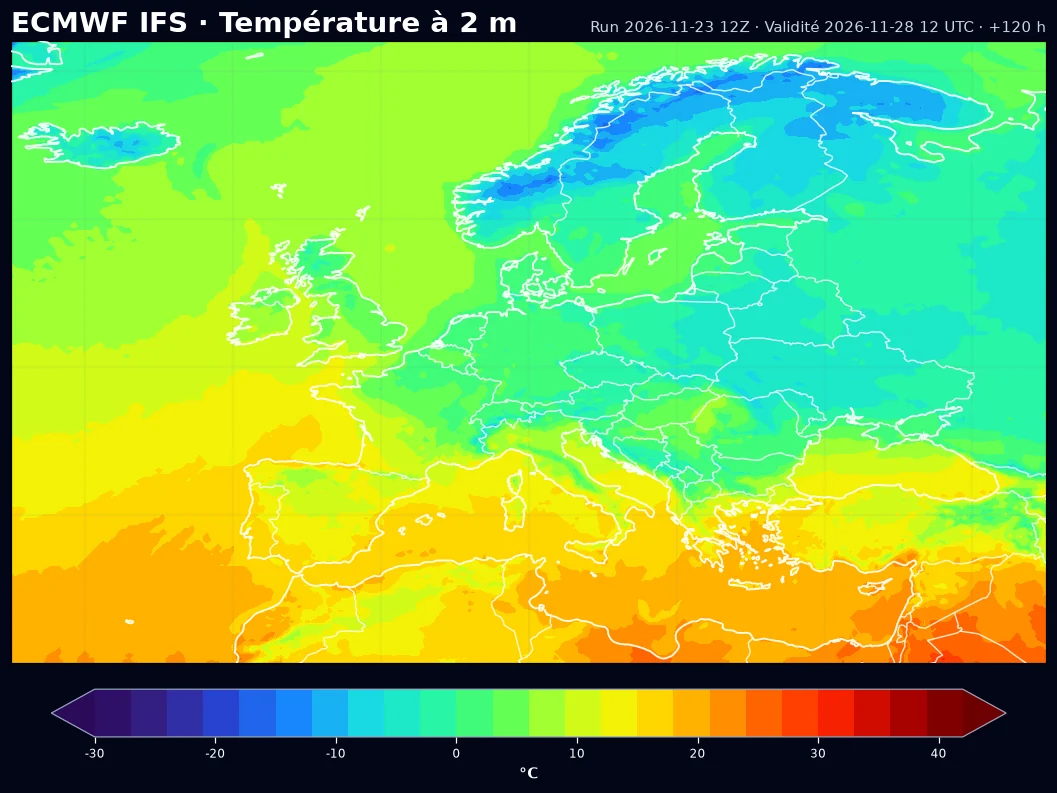 ECMWF IFS · Température à 2 m
Run 2026-11-23 12Z · Validité 2026-11-28 12 UTC · +120 h
-30 -20 -10 0 10 20 30 40
°C